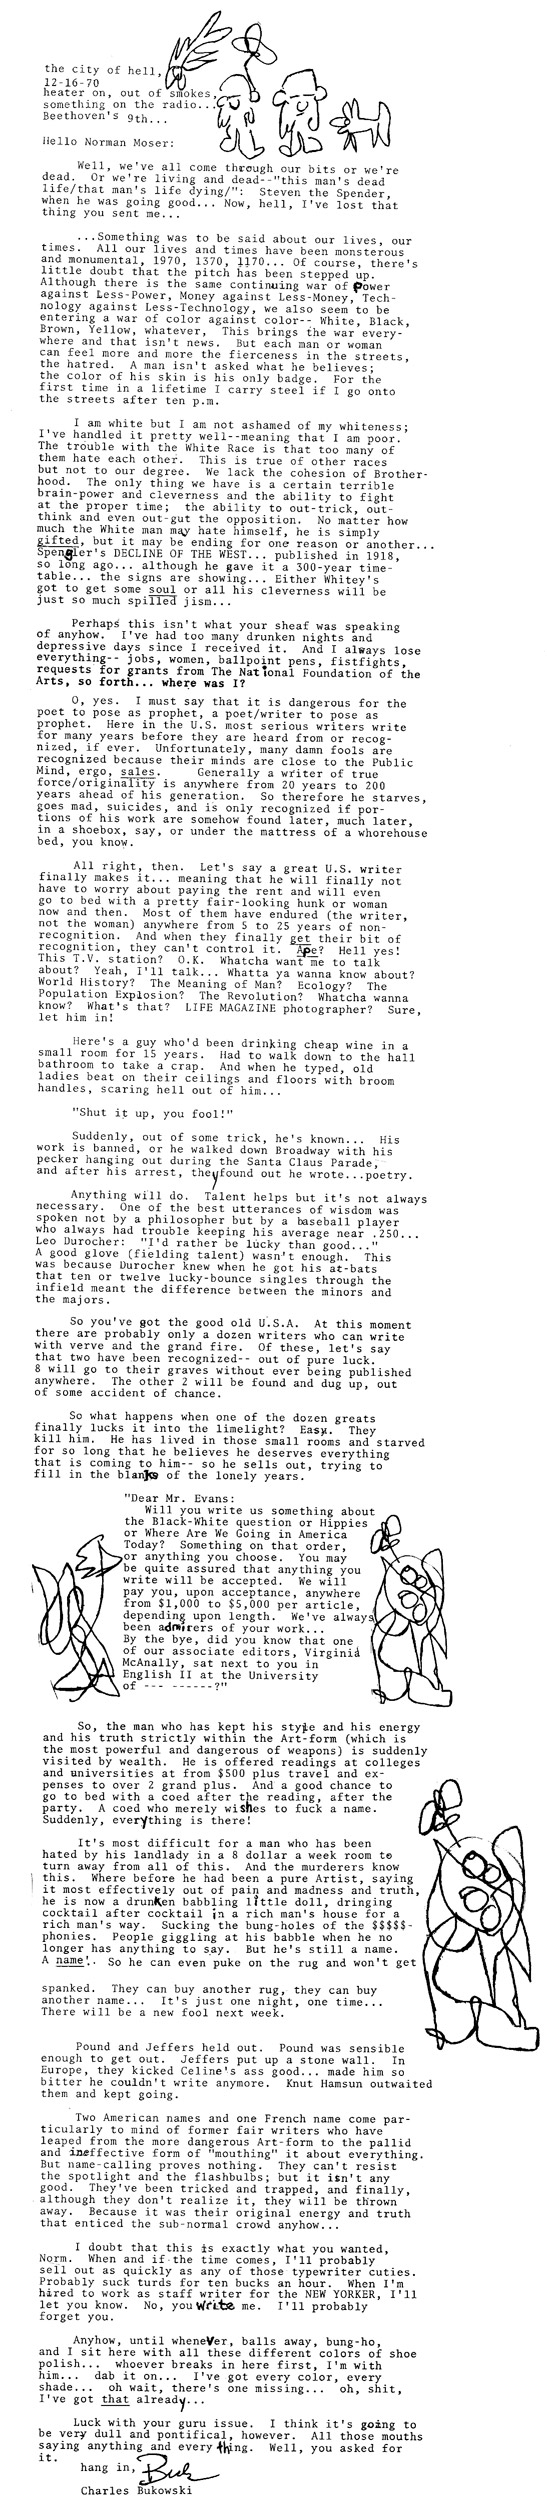 the city of hell,
12-16-70
heater on, out of smokes,
something on the radio...
Beethoven's 9th...
Hello Norman Moser:
Well, we've all come through our bits or we're
dead. Or we're living and dead--"this man's dead
life/that man's life dying/": Steven the Spender,
when he was going good... Now, hell, I've lost that
thing you sent me...
...Something was to be said about our lives, our
times. All our lives and times have been monsterous
and monumental, 1970, 1370, 1170... Of course, there's
little doubt that the pitch has been stepped up.
Although there is the same continuing war of Power
against Less-Power, Money against Less-Money, Tech-
nology against Less-Technology, we also seem to be
entering a war of color against color-- White, Black,
Brown, Yellow, whatever, This brings the war every-
where and that isn't news. But each man or woman
can feel more and more the fierceness in the streets,
the hatred. A man isn't asked what he believes;
the color of his skin is his only badge. For the
first time in a lifetime I carry steel if I go onto
the streets after ten p.m.
I am white but I am not ashamed of my whiteness;
I've handled it pretty well--meaning that I am poor.
The trouble with the White Race is that too many of
them hate each other. This is true of other races
but not to our degree. We lack the cohesion of Brother-
hood. The only thing we have is a certain terrible
brain-power and cleverness and the ability to fight
at the proper time; the ability to out-trick, out-
think and even out-gut the opposition. No matter how
much the White man may hate himself, he is simply
gifted, but it may be ending for one reason or another...
Spengler's DECLINE OF THE WEST... published in 1918,
so long ago... although he gave it a 300-year time-
table... the signs are showing... Either Whitey's
got to get some soul or all his cleverness will be
just so much spilled jism...
Perhaps this isn't what your sheaf was speaking
of anyhow. I've had too many drunken nights and
depressive days since I received it. And I always lose
everything-- jobs, women, ballpoint pens, fistfights,
requests for grants from The National Foundation of the
Arts, so forth... where was I?
O, yes. I must say that it is dangerous for the
poet to pose as prophet, a poet/writer to pose as
prophet. Here in the U.S. most serious writers write
for many years before they are heard from or recog-
nized, if ever. Unfortunately, many damn fools are
recognized because their minds are close to the Public
Mind, ergo, sales. Generally a writer of true
force/originality is anywhere from 20 years to 200
years ahead of his generation. So therefore he starves,
goes mad, suicides, and is only recognized if por-
tions of his work are somehow found later, much later,
in a shoebox, say, or under the mattress of a whorehouse
bed, you know.
All right, then. Let's say a great U.S. writer
finally makes it... meaning that he will finally not
have to worry about paying the rent and will even
go to bed with a pretty fair-looking hunk or woman
now and then. Most of them have endured (the writer,
not the woman) anywhere from 5 to 25 years of non-
recognition. And when they finally get their bit of
recognition, they can't control it. Ape? Hell yes!
This T.V. station? O.K. Whatcha want me to talk
about? Yeah, I'll talk... Whatta ya wanna know about?
World History? The Meaning of Man? Ecology? The
Population Explosion? The Revolution? Whatcha wanna
know? What's that? LIFE MAGAZINE photographer? Sure,
let him in!
Here's a guy who'd been drinking cheap wine in a
small room for 15 years. Had to walk down to the hall
bathroom to take a crap. And when he typed, old
ladies beat on their ceilings and floors with broom
handles, scaring hell out of him...
"Shut it up, you fool!"
Suddenly, out of some trick, he's known... His
work is banned, or he walked down Broadway with his
pecker hanging out during the Santa Claus Parade,
and after his arrest, they found out he wrote...poetry.
Anything will do. Talent helps but it's not always
necessary. One of the best utterances of wisdom was
spoken not by a philosopher but by a baseball player
who always had trouble keeping his average near .250...
Leo Durocher: "I'd rather be lucky than good..."
A good glove (fielding talent) wasn't enough. This
was because Durocher knew when he got his at-bats
that ten or twelve lucky-bounce singles through the
infield meant the difference between the minors and
the majors.
So you've got the good old U.S.A. At this moment
there are probably only a dozen writers who can write
with verve and the grand fire. Of these, let's say
that two have been recognized-- out of pure luck.
8 will go to their graves without ever being published
anywhere. The other 2 will be found and dug up, out
of some accident of chance.
So what happens when one of the dozen greats
finally lucks it into the limelight? Easy. They
kill him. He has lived in those small rooms and starved
for so long that he believes he deserves everything
that is coming to him-- so he sells out, trying to
fill in the blanks of the lonely years.
"Dear Mr. Evans:
Will you write us something about
the Black-White question or Hippies
or Where Are We Going in America
Today? Something on that order,
or anything you choose. You may
be quite assured that anything you
write will be accepted. We will
pay you, upon acceptance, anywhere
from $1,000 to $5,000 per article,
depending upon length. We've always
been admirers of your work...
By the bye, did you know that one
of our associate editors, Virginia
McAnally, sat next to you in
English II at the University
of --- ------?"
So, the man who has kept his style and his energy
and his truth strictly within the Art-form (which is
the most powerful and dangerous of weapons) is suddenly
visited by wealth. He is offered readings at colleges
and universities at from $500 plus travel and ex-
penses to over 2 grand plus. And a good chance to
go to bed with a coed after the reading, after the
party. A coed who merely wishes to fuck a name.
Suddenly, everything is there!
It's most difficult for a man who has been
hated by his landlady in a 8 dollar a week room to
turn away from all of this. And the murderers know
this. Where before he had been a pure Artist, saying
it most effectively out of pain and madness and truth,
he is now a drunken babbling little doll, dringing
cocktail after cocktail in a rich man's house for a
rich man's way. Sucking the bung-holes of the $$$$$-
phonies. People giggling at his babble when he no
longer has anything to say. But he's still a name.
A name!. So he can even puke on the rug and won't get
spanked. They can buy another rug, they can buy
another name... It's just one night, one time...
There will be a new fool next week.
Pound and Jeffers held out. Pound was sensible
enough to get out. Jeffers put up a stone wall. In
Europe, they kicked Celine's ass good... made him so
bitter he couldn't write anymore. Knut Hamsun outwaited
them and kept going.
Two American names and one French name come par-
ticularly to mind of former fair writers who have
leaped from the more dangerous Art-form to the pallid
and ineffective form of "mouthing" it about everything.
But name-calling proves nothing. They can't resist
the spotlight and the flashbulbs; but it isn't any
good. They've been tricked and trapped, and finally,
although they don't realize it, they will be thrown
away. Because it was their original energy and truth
that enticed the sub-normal crowd anyhow...
I doubt that this is exactly what you wanted,
Norm. When and if the time comes, I'll probably
sell out as quickly as any of those typewriter cuties.
Probably suck turds for ten bucks an hour. When I'm
hired to work as staff writer for the NEW YORKER, I'll
let you know. No, you write me. I'll probably
forget you.
Anyhow, until whenever, balls away, bung-ho,
and I sit here with all these different colors of shoe
polish... whoever breaks in here first, I'm with
him... dab it on... I've got every color, every
shade... oh wait, there's one missing... oh, shit,
I've got that already...
Luck with your guru issue. I think it's going to
be very dull and pontifical, however. All those mouths
saying anything and every thing. Well, you asked for
it.
hang in, Buk
Charles Bukowski